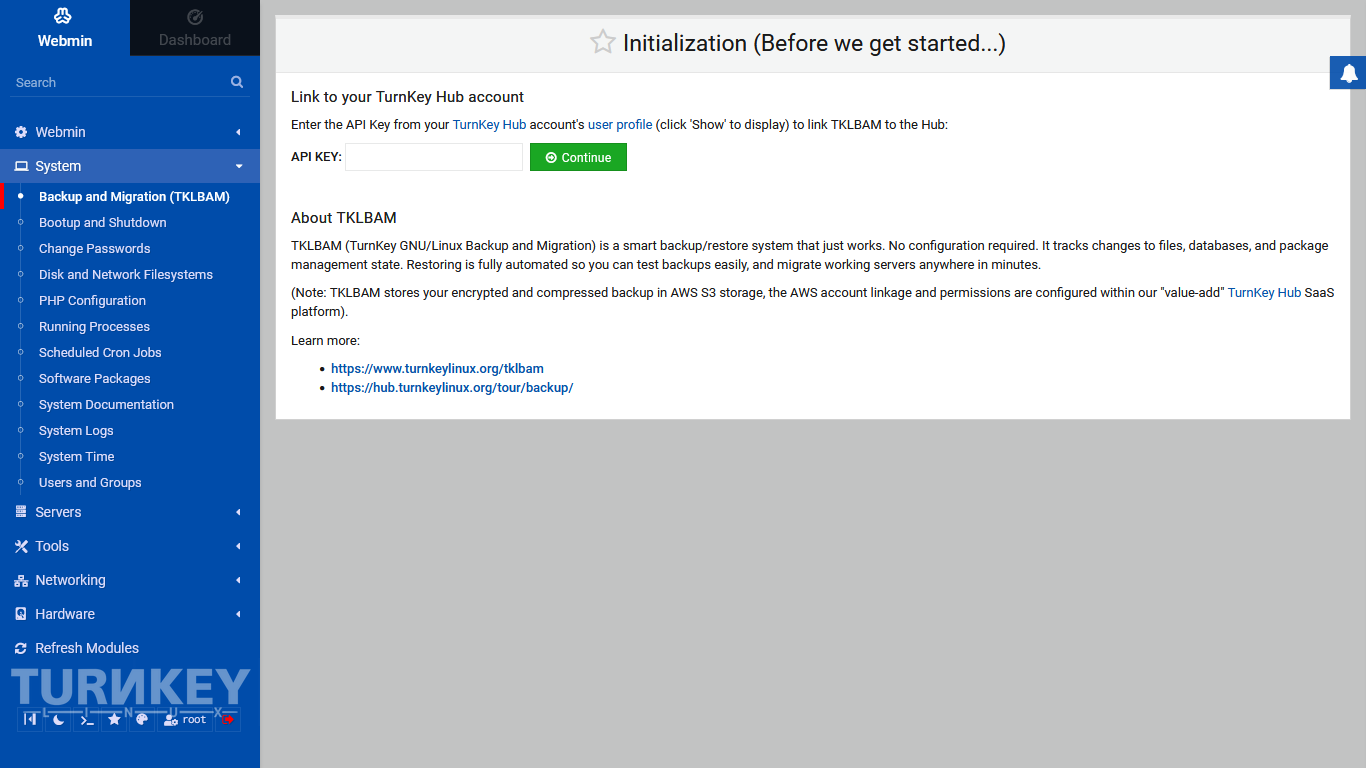 Webmin
Dashboard
Search
Webmin
System
Backup and Migration (TKLBAM)
Bootup and Shutdown
Change Passwords
Disk and Network Filesystems
PHP Configuration
Running Processes
Scheduled Cron Jobs
Software Packages
System Documentation
System Logs
System Time
Users and Groups
Servers
Tools
Networking
Hardware
Refresh Modules
TURNKEY
LINUX
root
Initialization (Before we get started...)
Link to your TurnKey Hub account
Enter the API Key from your TurnKey Hub account's user profile (click 'Show' to display) to link TKLBAM to the Hub:
API KEY:
Continue
About TKLBAM
TKLBAM (TurnKey GNU/Linux Backup and Migration) is a smart backup/restore system that just works. No configuration required. It tracks changes to files, databases, and package
management state. Restoring is fully automated so you can test backups easily, and migrate working servers anywhere in minutes.
(Note: TKLBAM stores your encrypted and compressed backup in AWS S3 storage, the AWS account linkage and permissions are configured within our "value-add" TurnKey Hub SaaS
platform).
Learn more:
https://www.turnkeylinux.org/tklbam
https://hub.turnkeylinux.org/tour/backup/